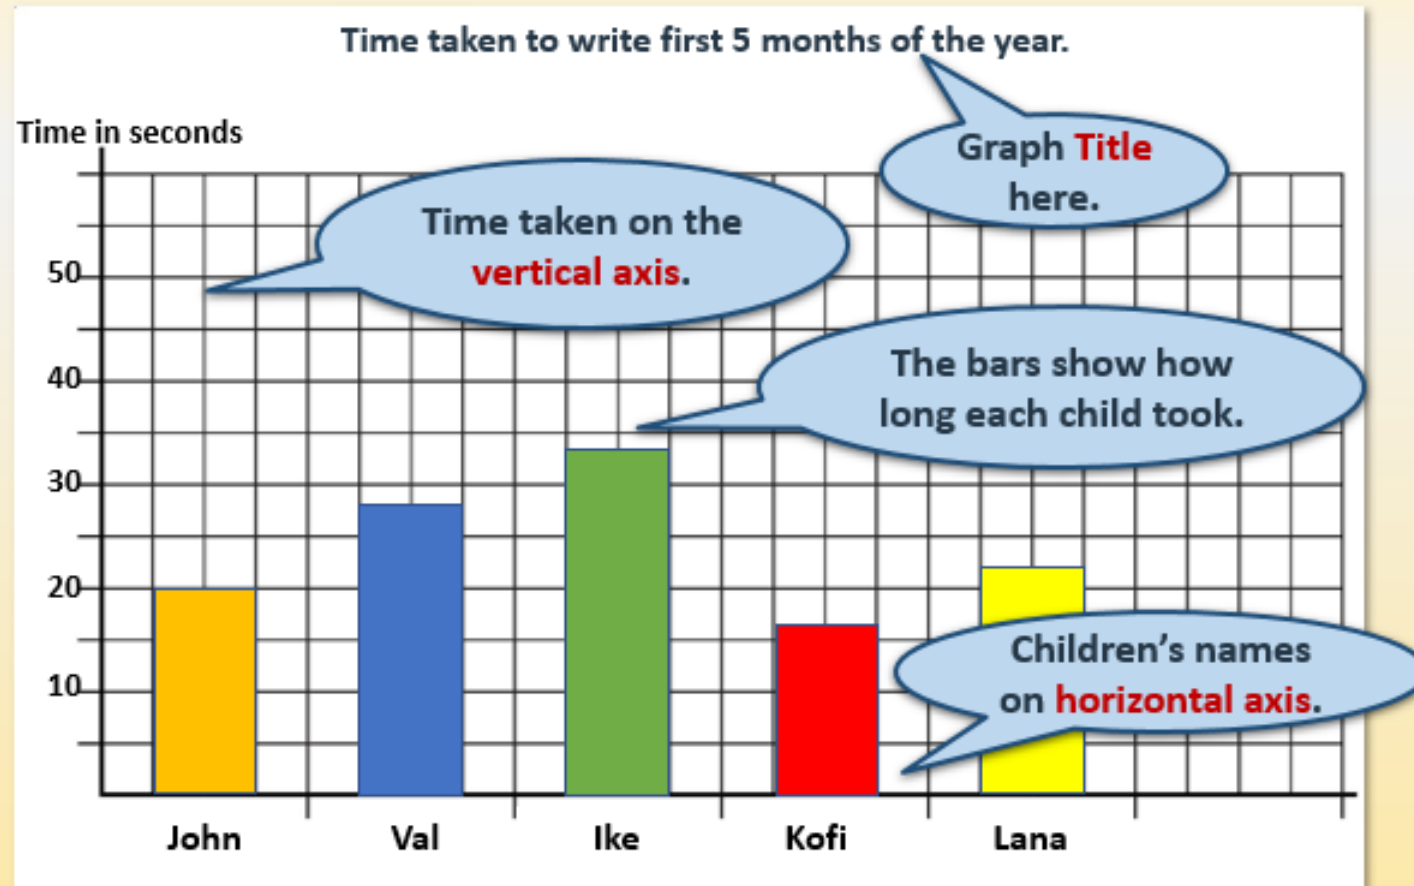 Time taken to write first 5 months of the year.
Time in seconds
Graph Title
here.
Time taken on the
vertical axis.
50
The bars show how
long each child took.
40
30
20
Children’s names
on horizontal axis.
10
John Val Ike Kofi Lana